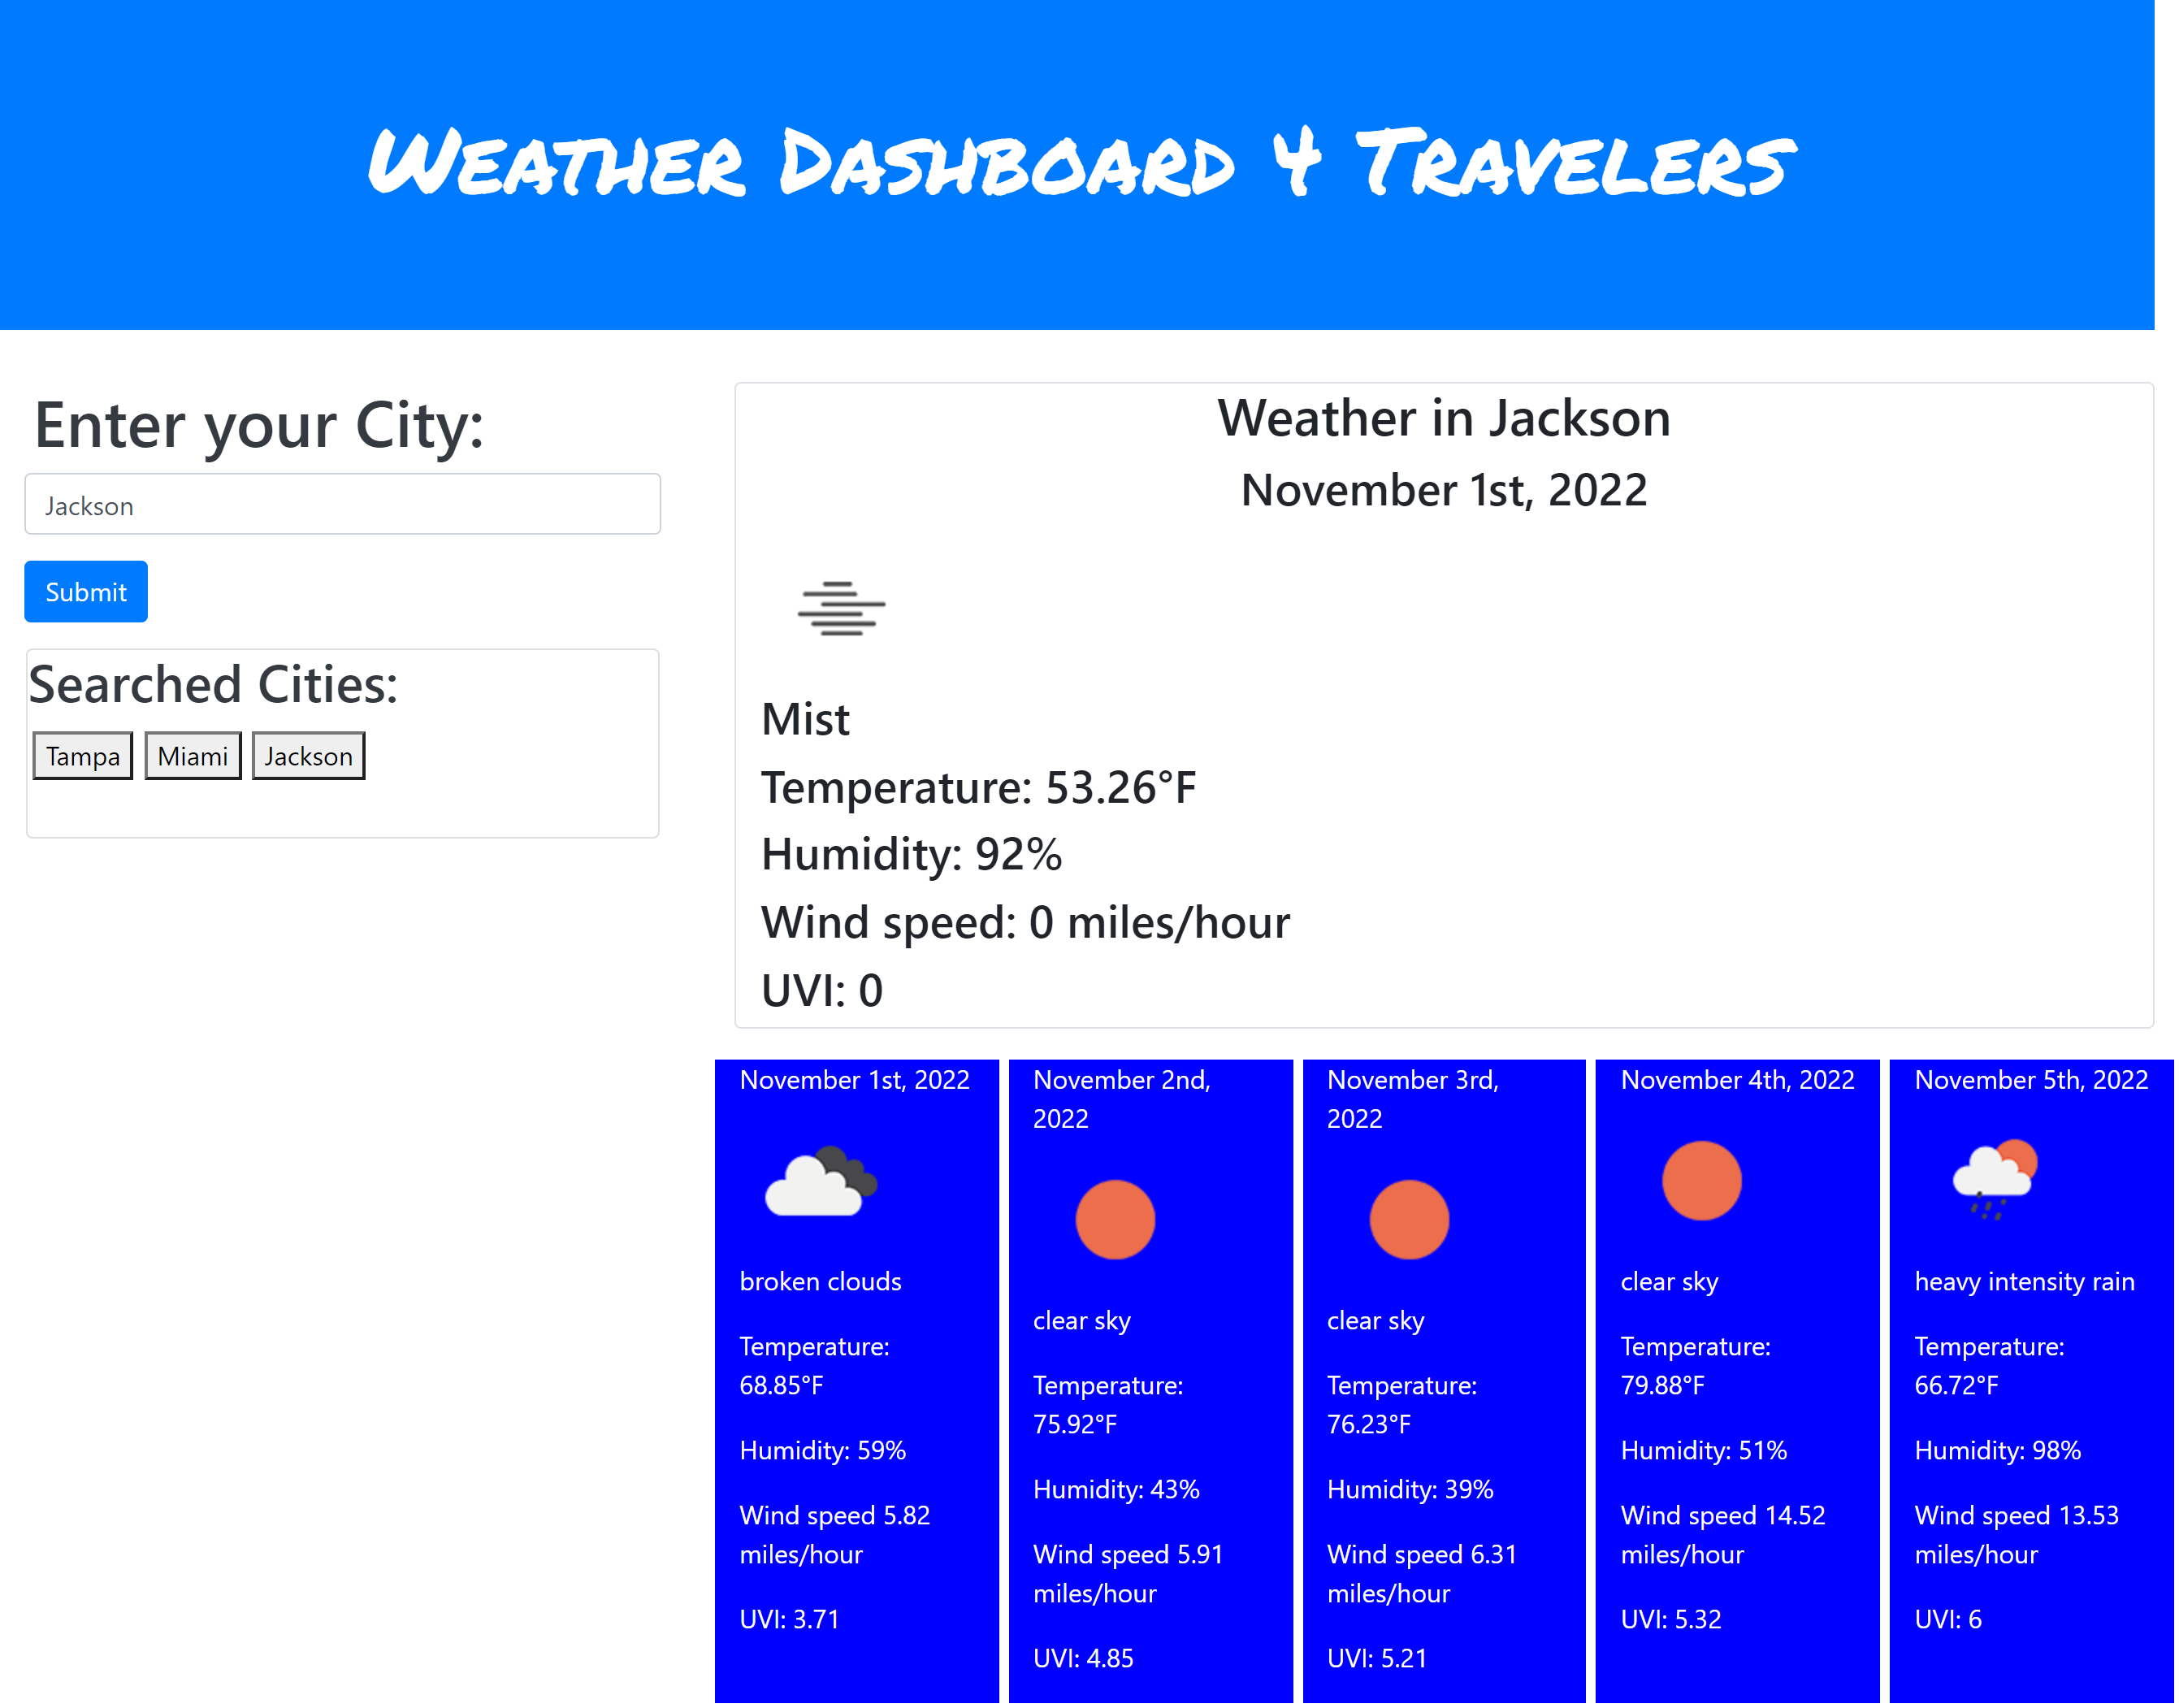 Weather Dashboard 4 Travelers
Enter your City:
Jackson
Submit
Searched Cities:
Tampa Miami Jackson
Weather in Jackson
November 1st, 2022
Mist
Temperature: 53.26°F
Humidity: 92%
Wind speed: 0 miles/hour
UVI: 0
November 1st, 2022
broken clouds
Temperature:
68.85°F
Humidity: 59%
Wind speed 5.82
miles/hour
UVI: 3.71
November 2nd,
2022
clear sky
Temperature:
75.92°F
Humidity: 43%
Wind speed 5.91
miles/hour
UVI: 4.85
November 3rd,
2022
clear sky
Temperature:
76.23°F
Humidity: 39%
Wind speed 6.31
miles/hour
UVI: 5.21
November 4th, 2022
clear sky
Temperature:
79.88°F
Humidity: 51%
Wind speed 14.52
miles/hour
UVI: 5.32
November 5th, 2022
heavy intensity rain
Temperature:
66.72°F
Humidity: 98%
Wind speed 13.53
miles/hour
UVI: 6